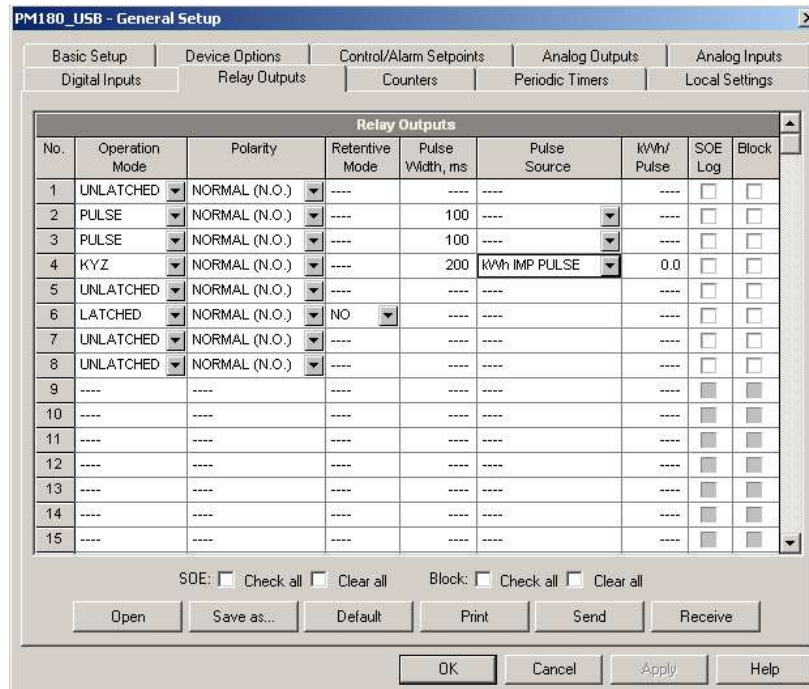 PM180_USB - General Setup
Basic Setup Device Options Control/Alarm Setpoints Analog Outputs Analog Inputs
Digital Inputs Relay Outputs Counters Periodic Timers Local Settings
Relay Outputs
No. Operation Mode Polarity Retentive Mode Pulse Width, ms Pulse Source kWh/ Pulse SOE Log Block
1 UNLATCHED NORMAL (N.O.) ---- ---- ---- ----
2 PULSE NORMAL (N.O.) ---- 100 ---- ----
3 PULSE NORMAL (N.O.) ---- 100 ---- ----
4 KYZ NORMAL (N.O.) ---- 200 kWh IMP PULSE 0.0
5 UNLATCHED NORMAL (N.O.) ---- ---- ---- ----
6 LATCHED NORMAL (N.O.) NO ---- ---- ----
7 UNLATCHED NORMAL (N.O.) ---- ---- ---- ----
8 UNLATCHED NORMAL (N.O.) ---- ---- ---- ----
9 ---- ---- ---- ---- ---- ----
10 ---- ---- ---- ---- ---- ----
11 ---- ---- ---- ---- ---- ----
12 ---- ---- ---- ---- ---- ----
13 ---- ---- ---- ---- ---- ----
14 ---- ---- ---- ---- ---- ----
15 ---- ---- ---- ---- ---- ----
SOE: Check all Clear all Block: Check all Clear all
Open Save as... Default Print Send Receive
OK Cancel Apply Help